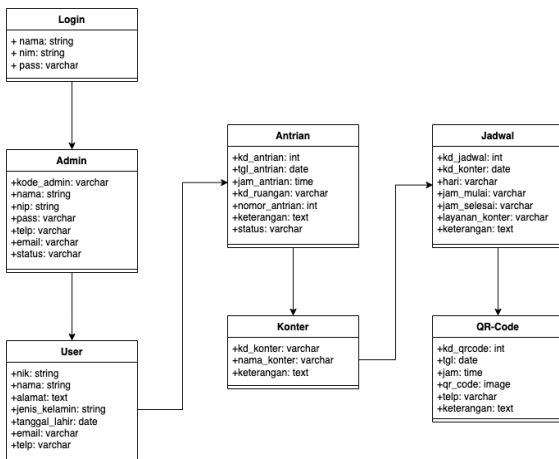 Login
+ nama: string
+ nim: string
+ pass: varchar
Admin
+kode_admin: varchar
+nama: string
+nip: string
+pass: varchar
+telp: varchar
+email: varchar
+status: varchar
User
+nik: string
+nama: string
+alamat: text
+jenis_kelamin: string
+tanggal_lahir: date
+email: varchar
+telp: varchar
Antrian
+kd_antrian: int
+tgl_antrian: date
+jam_antrian: time
+kd_ruangan: varchar
+nomor_antrian: int
+keterangan: text
+status: varchar
Konter
+kd_konter: varchar
+nama_konter: varchar
+keterangan: text
Jadwal
+kd_jadwal: int
+kd_konter: date
+hari: varchar
+jam_mulai: varchar
+jam_selesai: varchar
+layanan_konter: varchar
+keterangan: text
QR-Code
+kd_qrcode: int
+tgl: date
+jam: time
+qr_code: image
+telp: varchar
+keterangan: text